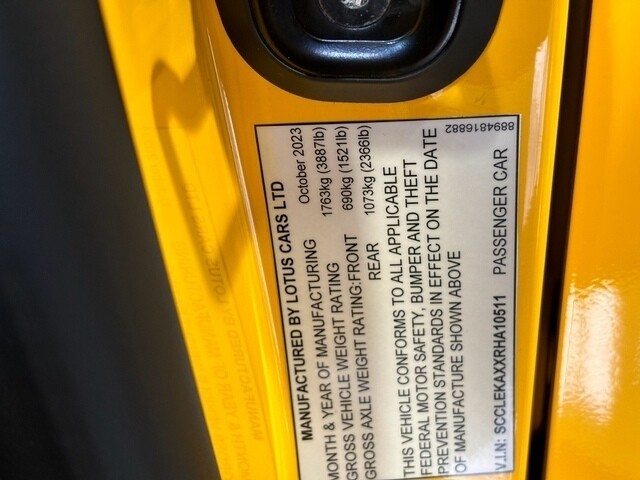 MANUFACTURED BY LOTUS CARS LTD
MONTH & YEAR OF MANUFACTURING October 2023
GROSS VEHICLE WEIGHT RATING 1763kg (3887lb)
GROSS AXLE WEIGHT RATING:FRONT 690kg (1521lb)
REAR 1073kg (2366lb)
THIS VEHICLE CONFORMS TO ALL APPLICABLE
FEDERAL MOTOR SAFETY, BUMPER AND THEFT
PREVENTION STANDARDS IN EFFECT ON THE DATE
OF MANUFACTURE SHOWN ABOVE
V.I.N: SCCLEKAXXRHA10511 PASSENGER CAR
8894816882